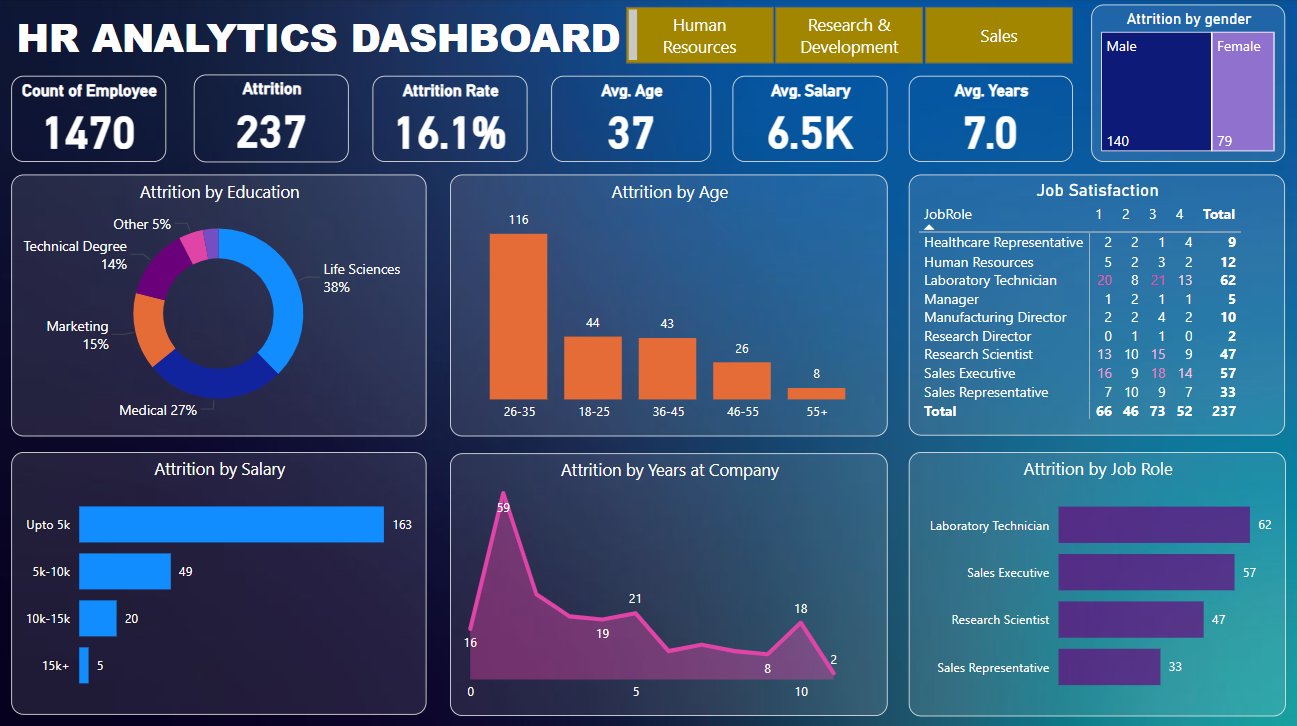 HR ANALYTICS DASHBOARD
Human
Resources
Research &
Development
Sales
Attrition by gender
Male
Female
140
79
Count of Employee
1470
Attrition
237
Attrition Rate
16.1%
Avg. Age
37
Avg. Salary
6.5K
Avg. Years
7.0
Attrition by Education
Other 5%
Technical Degree
14%
Life Sciences
38%
Marketing
15%
Medical 27%
Attrition by Age
116
44
43
26
8
26-35
18-25
36-45
46-55
55+
Job Satisfaction
JobRole 1 2 3 4 Total
Healthcare Representative 2 2 1 4 9
Human Resources 5 2 3 2 12
Laboratory Technician 20 8 21 13 62
Manager 1 2 1 1 5
Manufacturing Director 2 2 4 2 10
Research Director 0 1 1 0 2
Research Scientist 13 10 15 9 47
Sales Executive 16 9 18 14 57
Sales Representative 7 10 9 7 33
Total 66 46 73 52 237
Attrition by Salary
Upto 5k 163
5k-10k 49
10k-15k 20
15k+ 5
Attrition by Years at Company
59
16
19
21
8
18
2
0
5
10
Attrition by Job Role
Laboratory Technician 62
Sales Executive 57
Research Scientist 47
Sales Representative 33